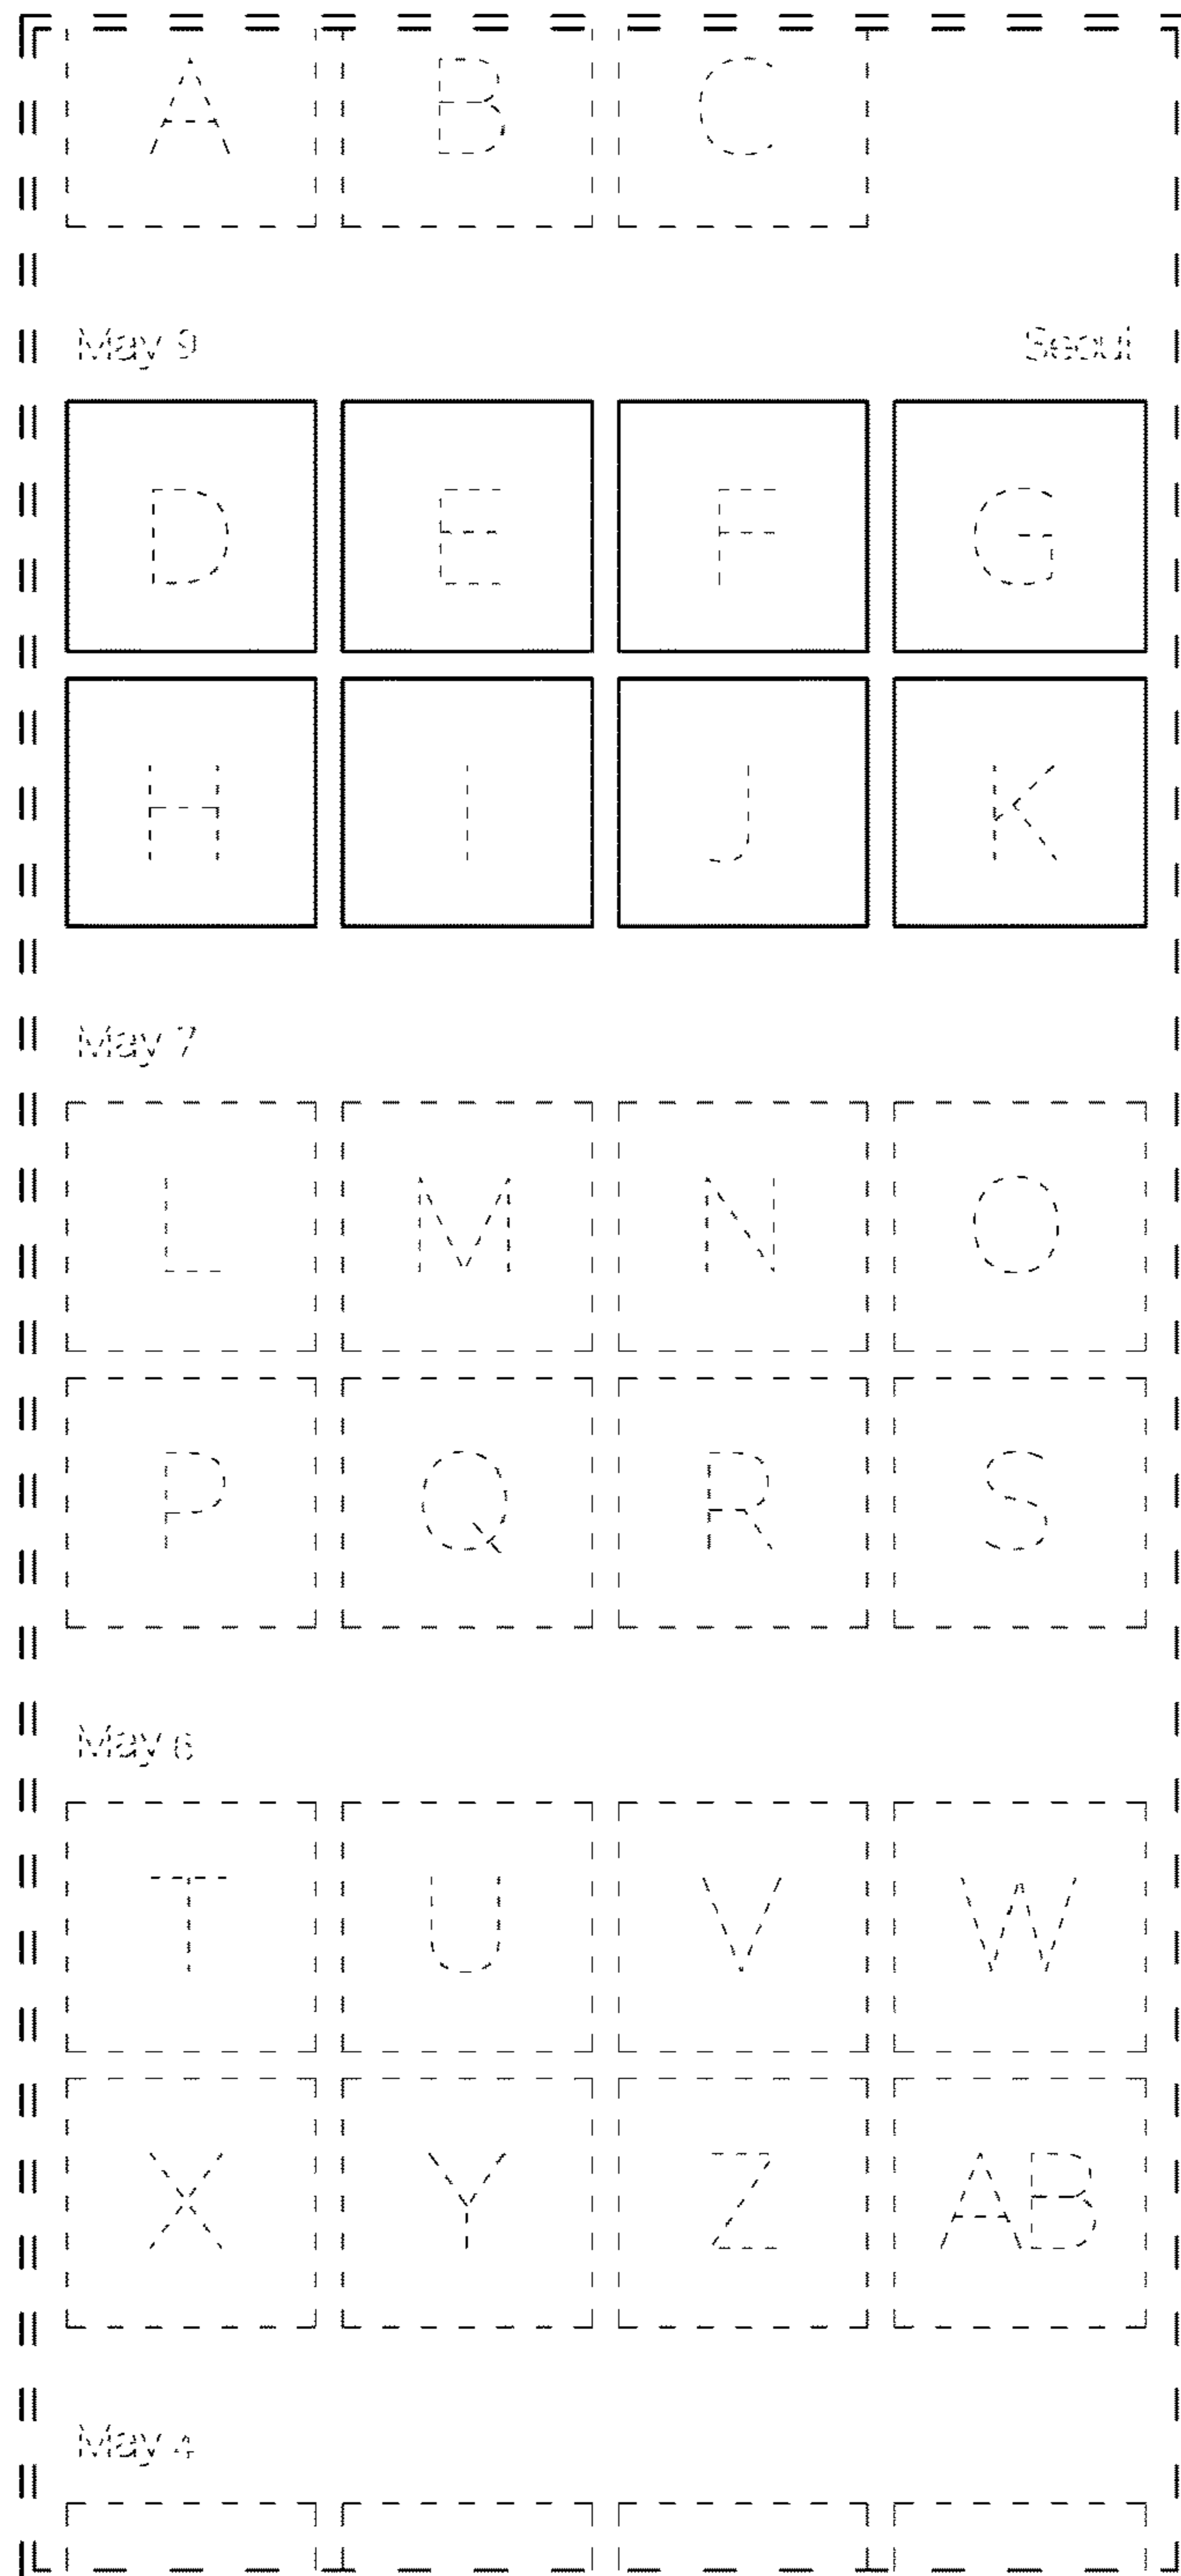 A B C
May 9 Seoul
D E F G
H I J K
May 7
L M N O
P Q R S
May 6
T U V W
X Y Z AB
May 4